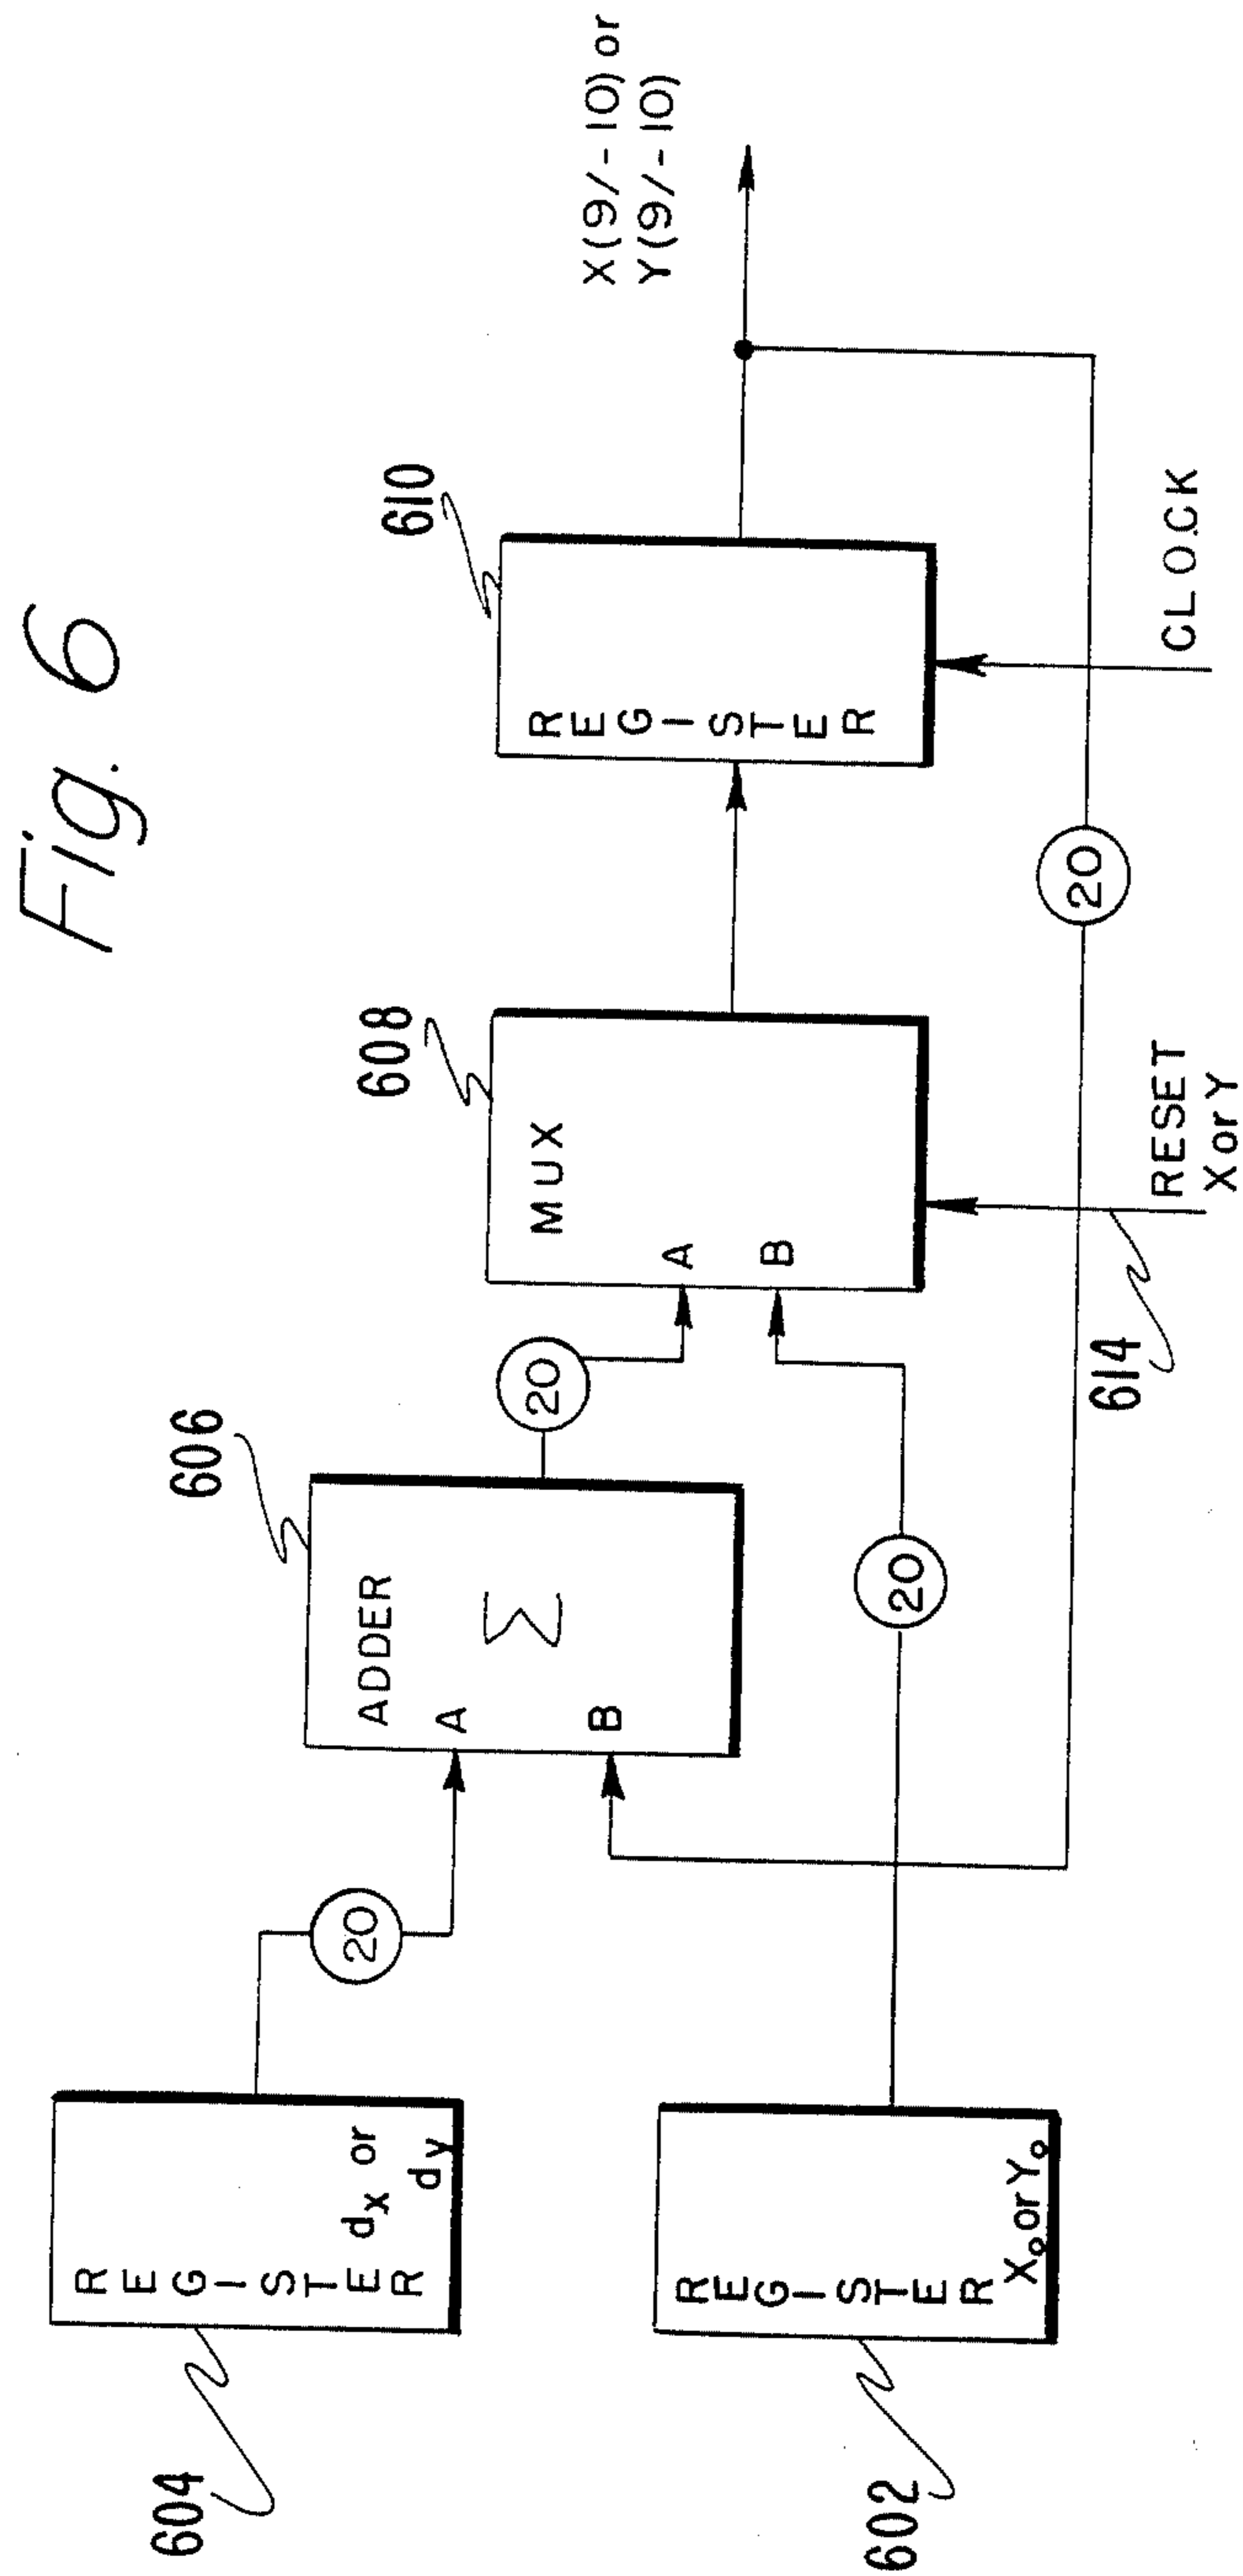 Fig. 6
604
REGISTER
dx or
dy
20
606
ADDER
A
Σ
B
20
608
MUX
A
B
610
REGISTER
X(9/-10) or
Y(9/-10)
602
REGISTER
Xo or Yo
20
614
RESET
X or Y
20
CLOCK